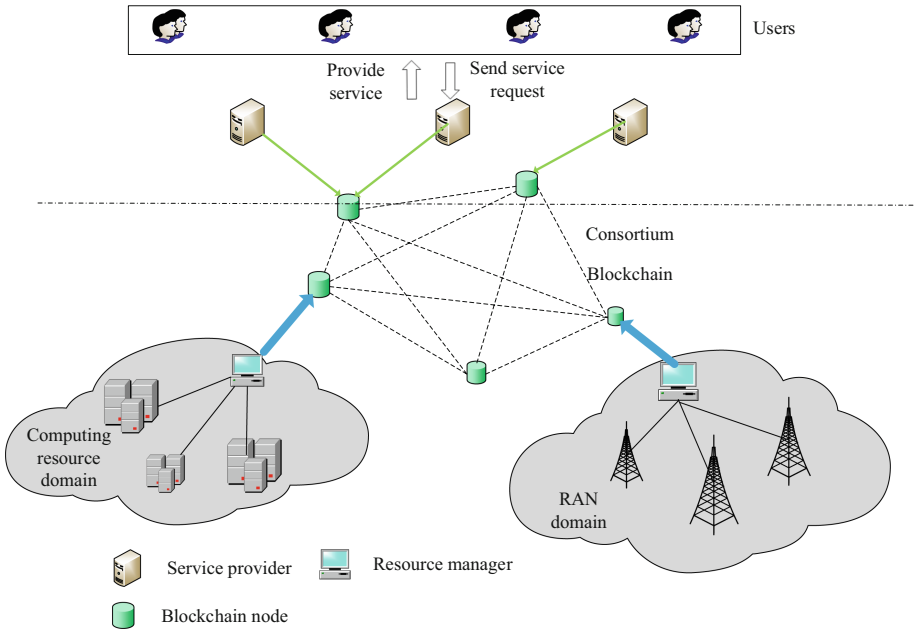 Users
Provide
service
Send service
request
Consortium
Blockchain
Computing
resource
domain
RAN
domain
Service provider
Resource manager
Blockchain node